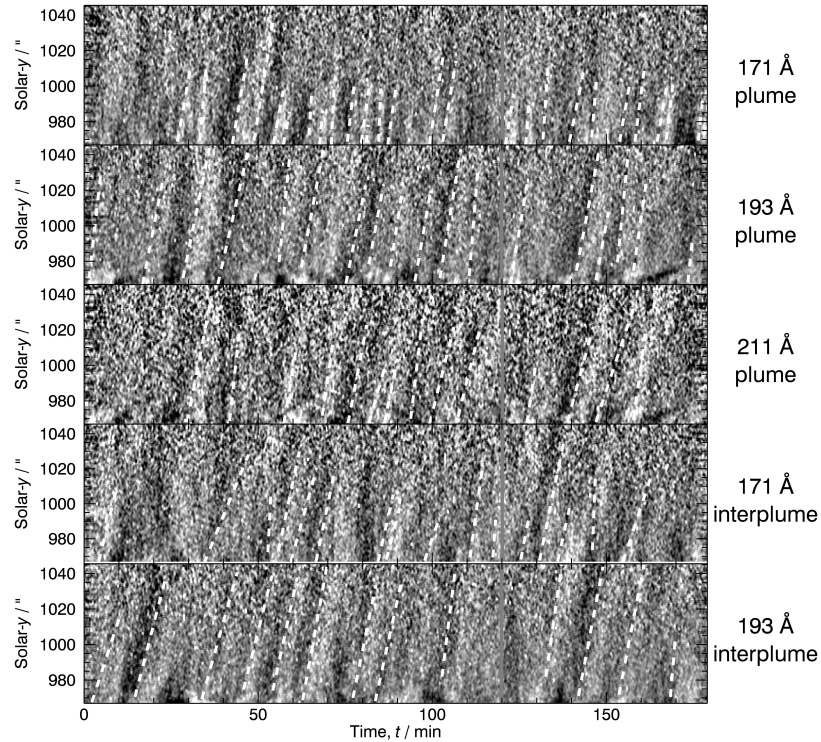 1040
1020
1000
980
Solar-y / "
171 Å
plume
1040
1020
1000
980
Solar-y / "
193 Å
plume
1040
1020
1000
980
Solar-y / "
211 Å
plume
1040
1020
1000
980
Solar-y / "
171 Å
interplume
1040
1020
1000
980
Solar-y / "
193 Å
interplume
0 50 100 150
Time, t / min